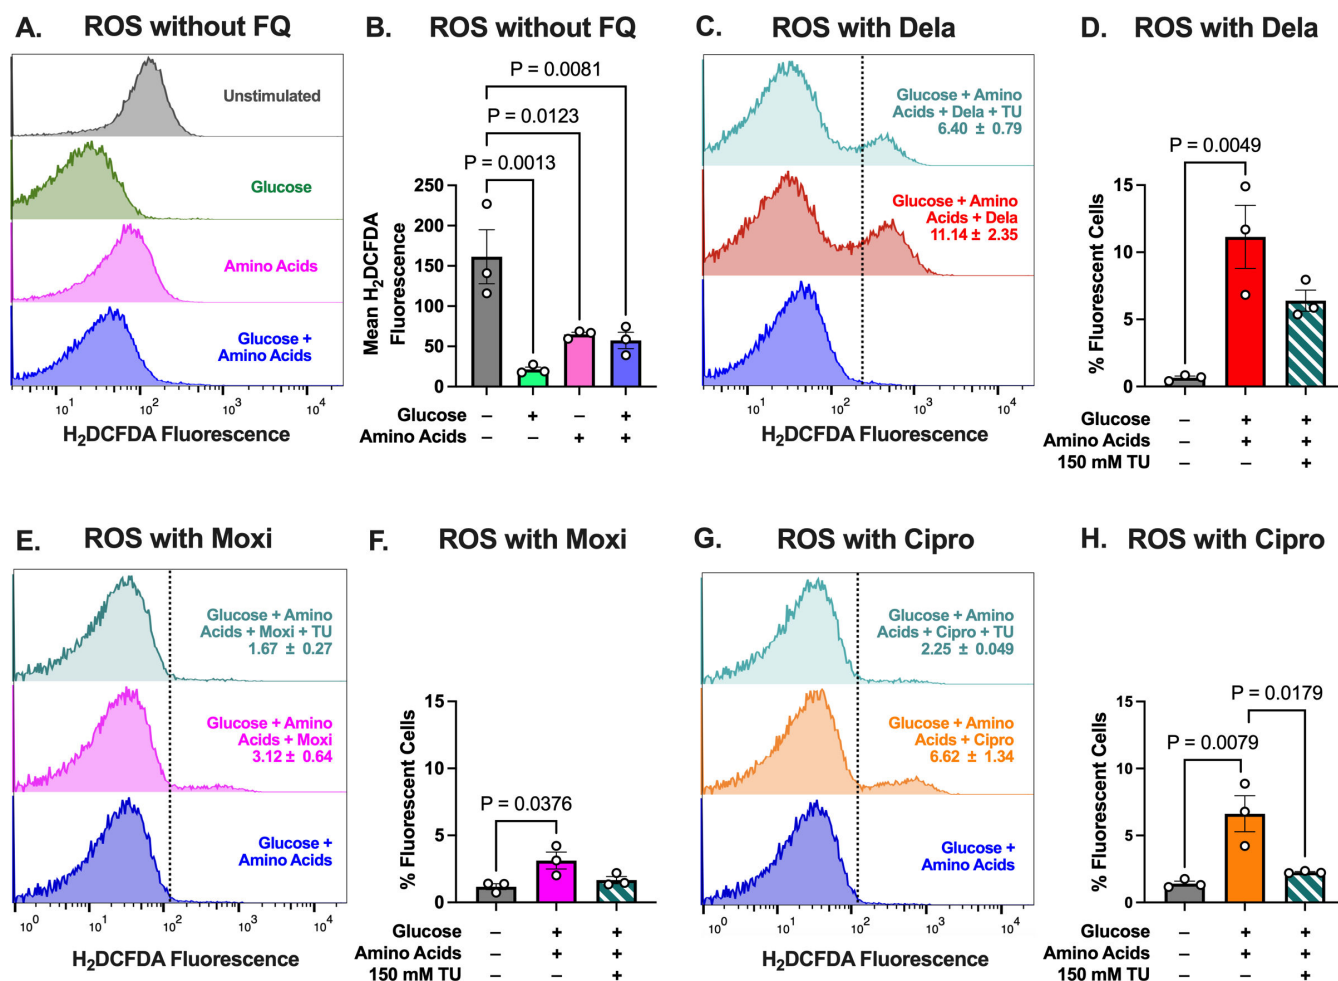 A. ROS without FQ
Unstimulated
Glucose
Amino Acids
Glucose +
Amino Acids
10¹ 10² 10³ 10⁴
H₂DCFDA Fluorescence
B. ROS without FQ
P = 0.0081
P = 0.0123
P = 0.0013
Mean H₂DCFDA
Fluorescence
250
200
150
100
50
0
Glucose – + – +
Amino Acids – – + +
C. ROS with Dela
Glucose + Amino
Acids + Dela + TU
6.40 ± 0.79
Glucose + Amino
Acids + Dela
11.14 ± 2.35
10¹ 10² 10³ 10⁴
H₂DCFDA Fluorescence
D. ROS with Dela
P = 0.0049
% Fluorescent Cells
15
10
5
0
Glucose – + +
Amino Acids – + +
150 mM TU – – +
E. ROS with Moxi
Glucose + Amino
Acids + Moxi + TU
1.67 ± 0.27
Glucose + Amino
Acids + Moxi
3.12 ± 0.64
Glucose +
Amino Acids
10⁰ 10¹ 10² 10³ 10⁴
H₂DCFDA Fluorescence
F. ROS with Moxi
P = 0.0376
% Fluorescent Cells
15
10
5
0
Glucose – + +
Amino Acids – + +
150 mM TU – – +
G. ROS with Cipro
Glucose + Amino
Acids + Cipro + TU
2.25 ± 0.049
Glucose + Amino
Acids + Cipro
6.62 ± 1.34
Glucose +
Amino Acids
10⁰ 10¹ 10² 10³ 10⁴
H₂DCFDA Fluorescence
H. ROS with Cipro
P = 0.0179
P = 0.0079
% Fluorescent Cells
15
10
5
0
Glucose – + +
Amino Acids – + +
150 mM TU – – +